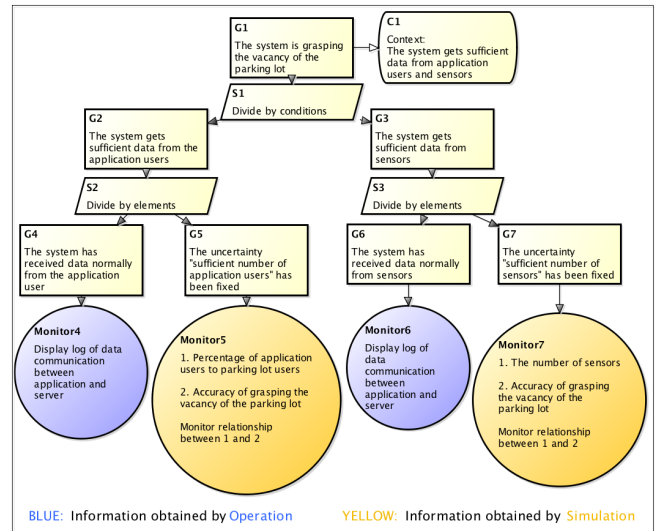 G1
The system is grasping
the vacancy of the
parking lot
C1
Context:
The system gets sufficient
data from application
users and sensors
S1
Divide by conditions
G2
The system gets
sufficient data from the
application users
G3
The system gets
sufficient data from
sensors
S2
Divide by elements
S3
Divide by elements
G4
The system has
received data normally
from the application
user
G5
The uncertainty
"sufficient number of
application users" has
been fixed
G6
The system has
received data normally
from sensors
G7
The uncertainty
"sufficient number of
sensors" has been fixed
Monitor4
Display log of data
communication
between
application and
server
Monitor5
1. Percentage of application
users to parking lot users
2. Accuracy of grasping the
vacancy of the parking lot
Monitor relationship
between 1 and 2
Monitor6
Display log of
data
communication
between
application and
server
Monitor7
1. The number of sensors
2. Accuracy of grasping
the vacancy of the
parking lot
Monitor relationship
between 1 and 2
BLUE: Information obtained by Operation
YELLOW: Information obtained by Simulation